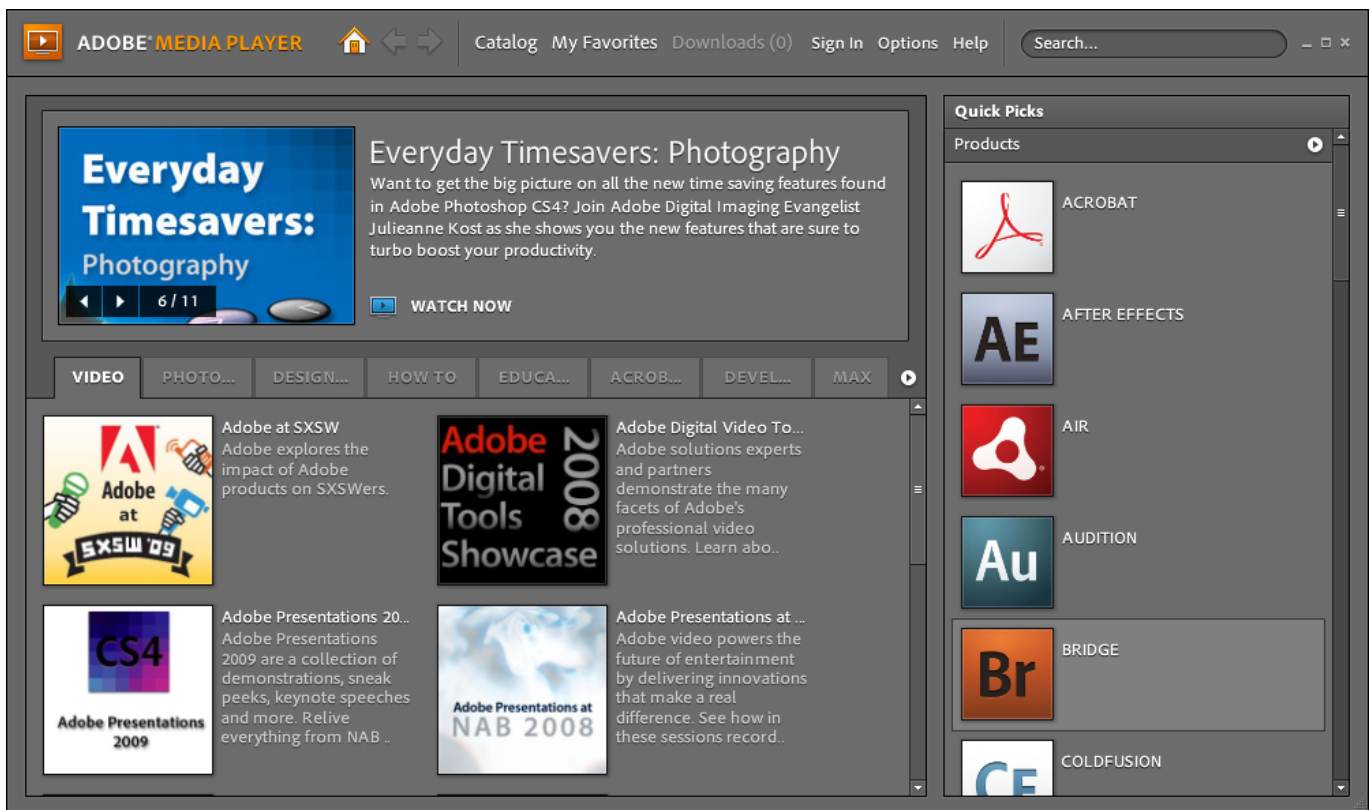 ADOBE® MEDIA PLAYER
Catalog My Favorites Downloads (0) Sign In Options Help
Search...
Everyday
Timesavers:
Photography
6 / 11
Everyday Timesavers: Photography
Want to get the big picture on all the new time saving features found
in Adobe Photoshop CS4? Join Adobe Digital Imaging Evangelist
Julieanne Kost as she shows you the new features that are sure to
turbo boost your productivity.
WATCH NOW
VIDEO PHOTO... DESIGN... HOW TO EDUCA... ACROB... DEVEL... MAX
Adobe
at
SXSW '09
Adobe at SXSW
Adobe explores the
impact of Adobe
products on SXSWers.
Adobe
Digital
Tools
Showcase
2008
Adobe Digital Video To...
Adobe solutions experts
and partners
demonstrate the many
facets of Adobe's
professional video
solutions. Learn abo..
CS4
Adobe Presentations
2009
Adobe Presentations 20...
Adobe Presentations
2009 are a collection of
demonstrations, sneak
peeks, keynote speeches
and more. Relive
everything from NAB ..
Adobe Presentations at
NAB 2008
Adobe Presentations at ...
Adobe video powers the
future of entertainment
by delivering innovations
that make a real
difference. See how in
these sessions record..
Quick Picks
Products
ACROBAT
AE
AFTER EFFECTS
AIR
Au
AUDITION
Br
BRIDGE
CF
COLDFUSION